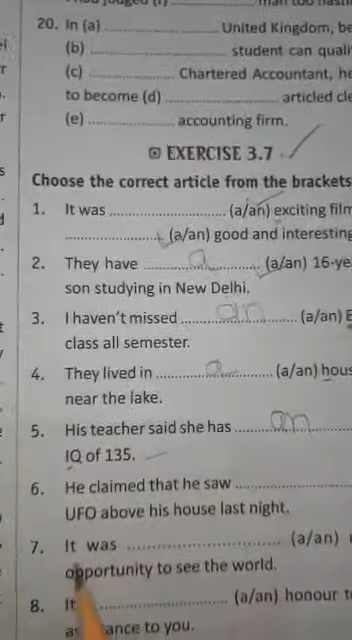 20. In (a) .................... United Kingdom, be
(b) .................... student can quali
(c) .................... Chartered Accountant, he
to become (d) .................... articled cle
(e) .................... accounting firm.
EXERCISE 3.7
Choose the correct article from the brackets
1. It was .................... (a/an) exciting film
.................... (a/an) good and interesting
2. They have ..........a.......... (a/an) 16-ye
son studying in New Delhi.
3. I haven't missed ..........an.......... (a/an) E
class all semester.
4. They lived in ..........a.......... (a/an) hous
near the lake.
5. His teacher said she has ..........an..........
IQ of 135.
6. He claimed that he saw ....................
UFO above his house last night.
7. It was .................... (a/an)
opportunity to see the world.
8. It .................... (a/an) honour t
to you.